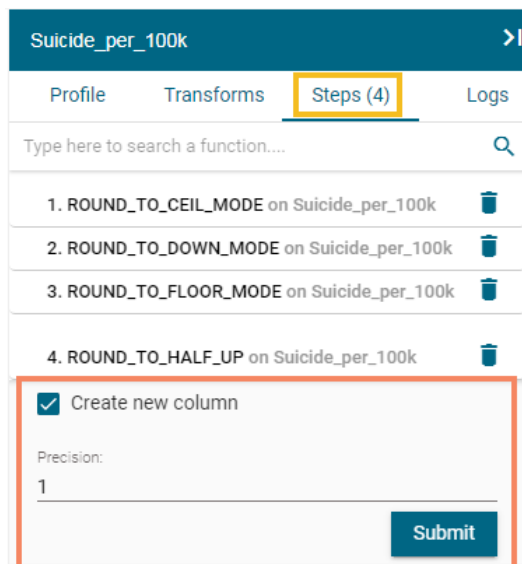 Suicide_per_100k
Profile Transforms Steps (4) Logs
Type here to search a function....
1. ROUND_TO_CEIL_MODE on Suicide_per_100k
2. ROUND_TO_DOWN_MODE on Suicide_per_100k
3. ROUND_TO_FLOOR_MODE on Suicide_per_100k
4. ROUND_TO_HALF_UP on Suicide_per_100k
Create new column
Precision:
1
Submit